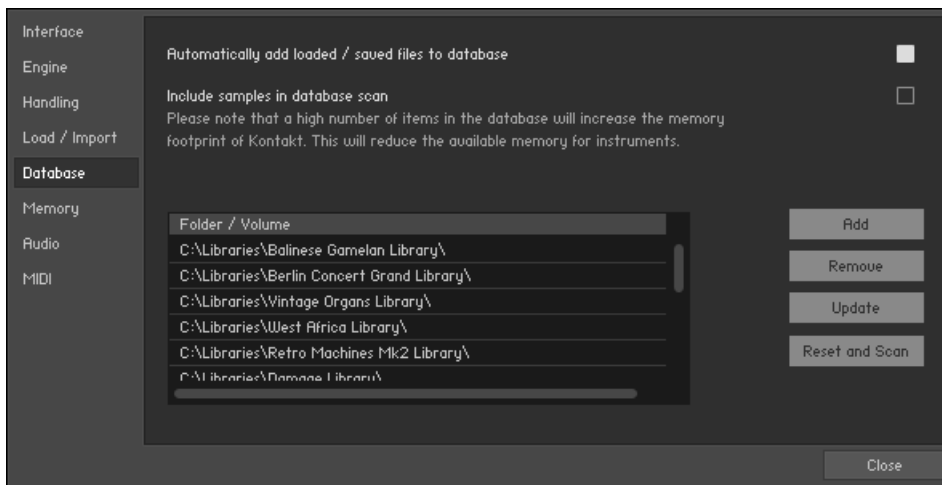 Interface
Engine
Handling
Load / Import
Database
Memory
Audio
MIDI
Automatically add loaded / saved files to database
Include samples in database scan
Please note that a high number of items in the database will increase the memory
footprint of Kontakt. This will reduce the available memory for instruments.
Folder / Volume
C:\Libraries\Balinese Gamelan Library\
C:\Libraries\Berlin Concert Grand Library\
C:\Libraries\Vintage Organs Library\
C:\Libraries\West Africa Library\
C:\Libraries\Retro Machines Mk2 Library\
C:\Libraries\Damage Library\
Add
Remove
Update
Reset and Scan
Close